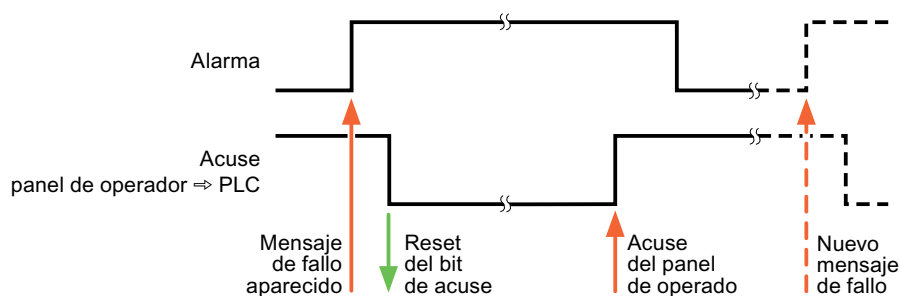 Alarma
Acuse
panel de operador ⇨ PLC
Mensaje
de fallo
aparecido
Reset
del bit
de acuse
Acuse
del panel
de operado
Nuevo
mensaje
de fallo